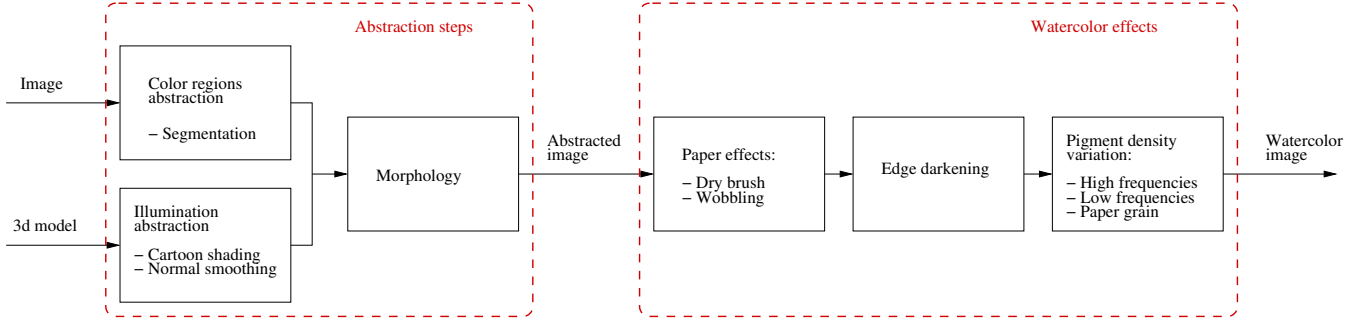 Abstraction steps
Watercolor effects
Image
Color regions
abstraction
– Segmentation
3d model
Illumination
abstraction
– Cartoon shading
– Normal smoothing
Morphology
Abstracted
image
Paper effects:
– Dry brush
– Wobbling
Edge darkening
Pigment density
variation:
– High frequencies
– Low frequencies
– Paper grain
Watercolor
image